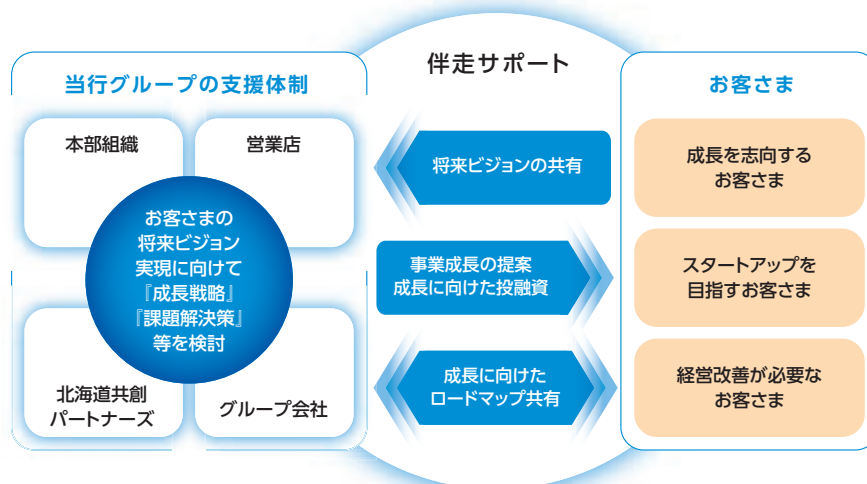 伴走サポート
当行グループの支援体制
本部組織
営業店
お客さまの
将来ビジョン
実現に向けて
『成長戦略』
『課題解決策』
等を検討
北海道共創
パートナーズ
グループ会社
将来ビジョンの共有
事業成長の提案
成長に向けた投融資
成長に向けた
ロードマップ共有
お客さま
成長を志向する
お客さま
スタートアップを
目指すお客さま
経営改善が必要な
お客さま